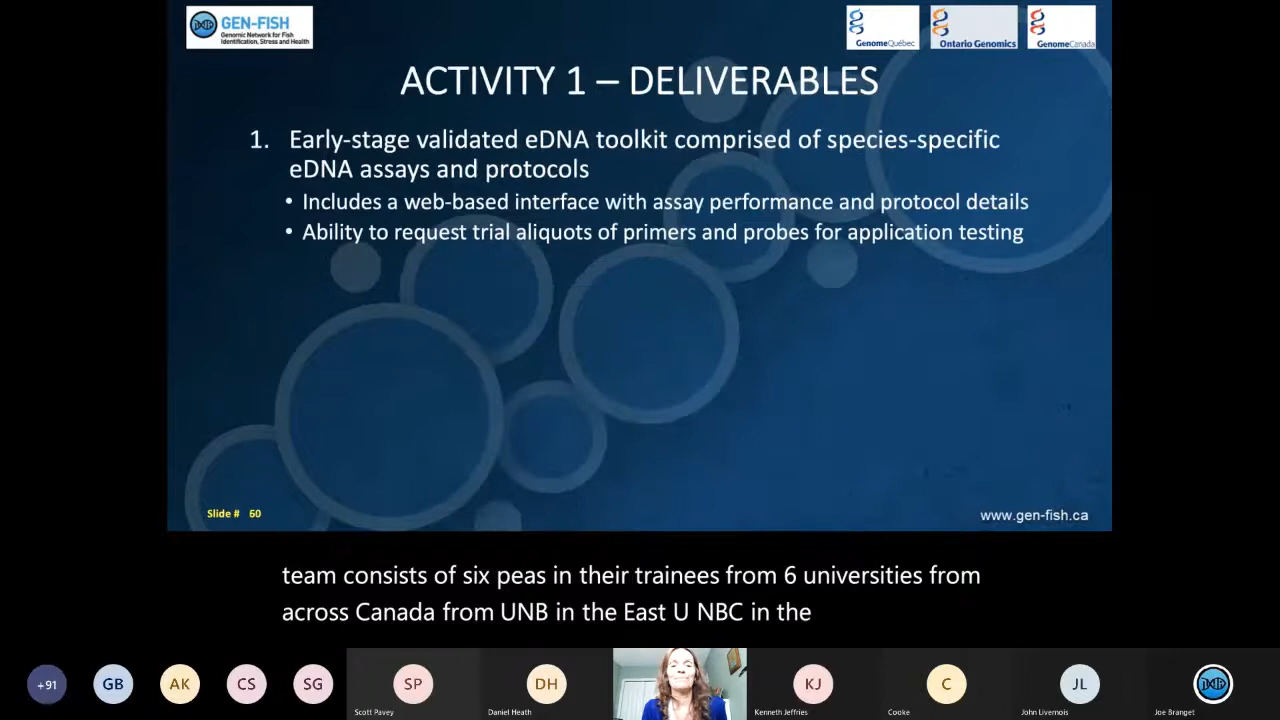 GEN-FISH
Genomic Network for Fish
Identification, Stress and Health
GenomeQuébec
Ontario Genomics
GenomeCanada
ACTIVITY 1 – DELIVERABLES
1. Early-stage validated eDNA toolkit comprised of species-specific
eDNA assays and protocols
• Includes a web-based interface with assay performance and protocol details
• Ability to request trial aliquots of primers and probes for application testing
Slide # 60
www.gen-fish.ca
team consists of six peas in their trainees from 6 universities from
across Canada from UNB in the East U NBC in the
+91
GB
AK
CS
SG
SP
DH
KJ
C
JL
Scott Pavey
Daniel Heath
Kenneth Jeffries
Cooke
John Livernois
Joe Branget